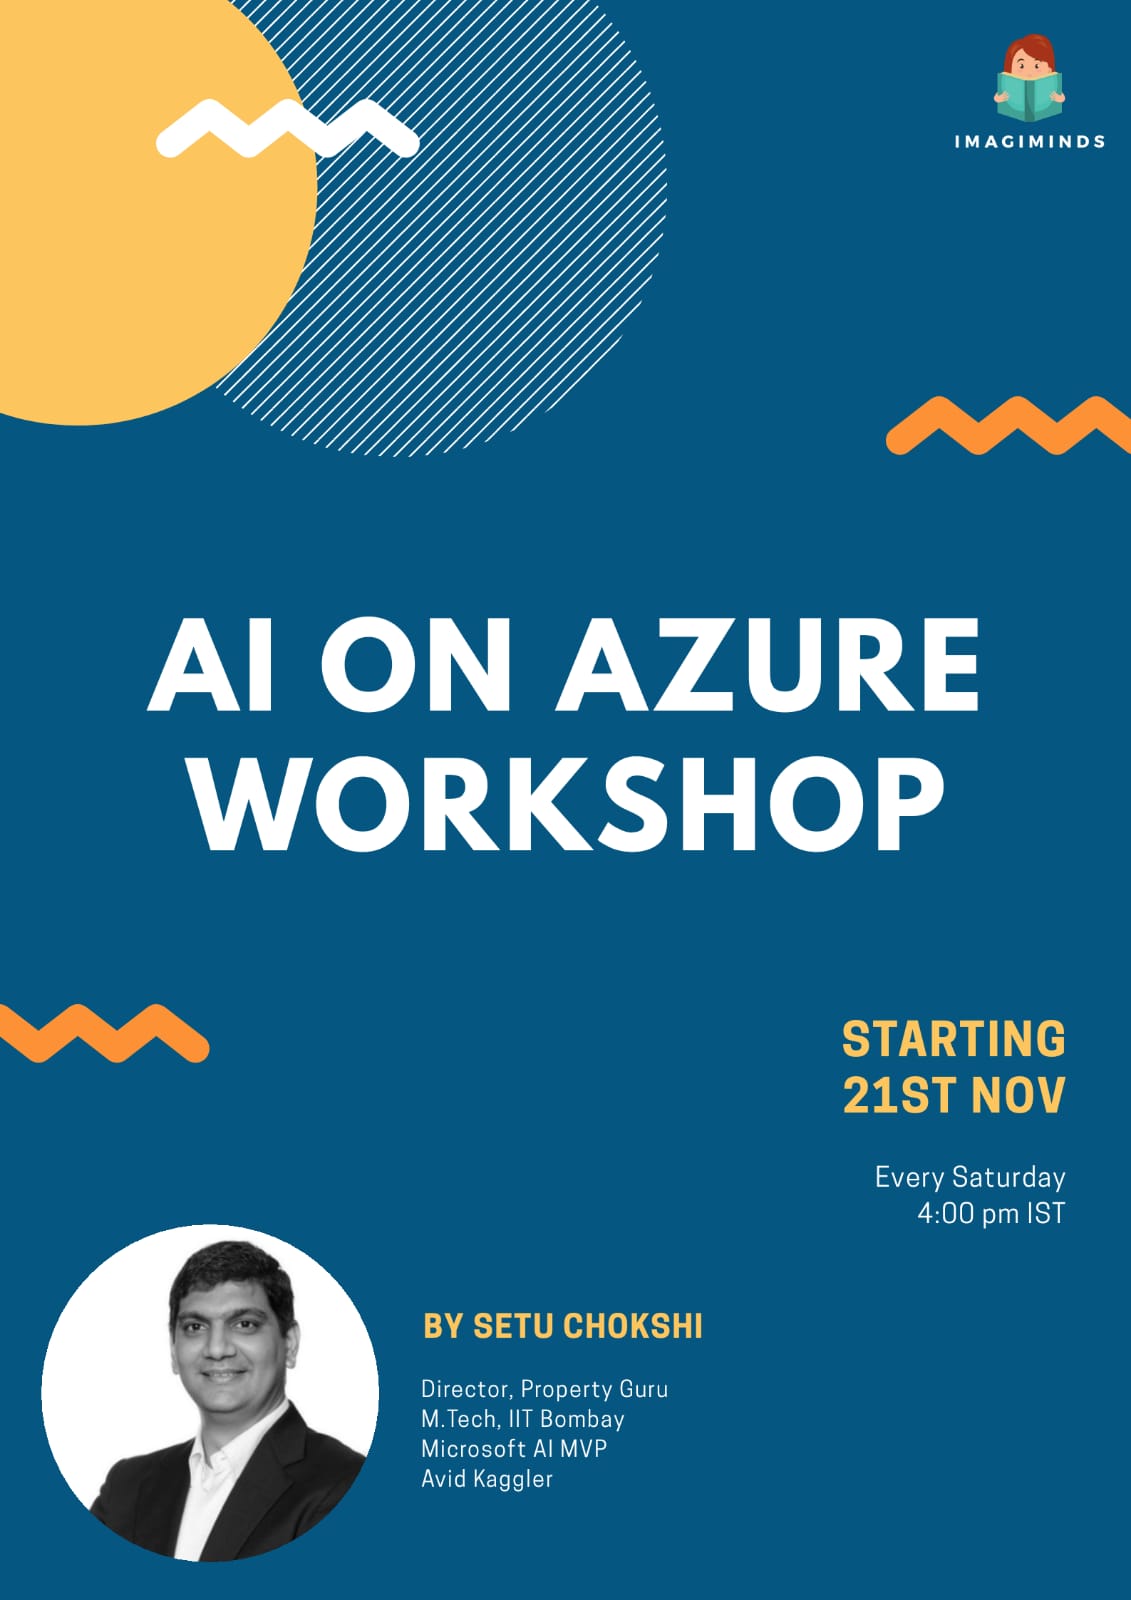 IMAGIMINDS
AI ON AZURE
WORKSHOP
STARTING
21ST NOV
Every Saturday
4:00 pm IST
BY SETU CHOKSHI
Director, Property Guru
M.Tech, IIT Bombay
Microsoft AI MVP
Avid Kaggler